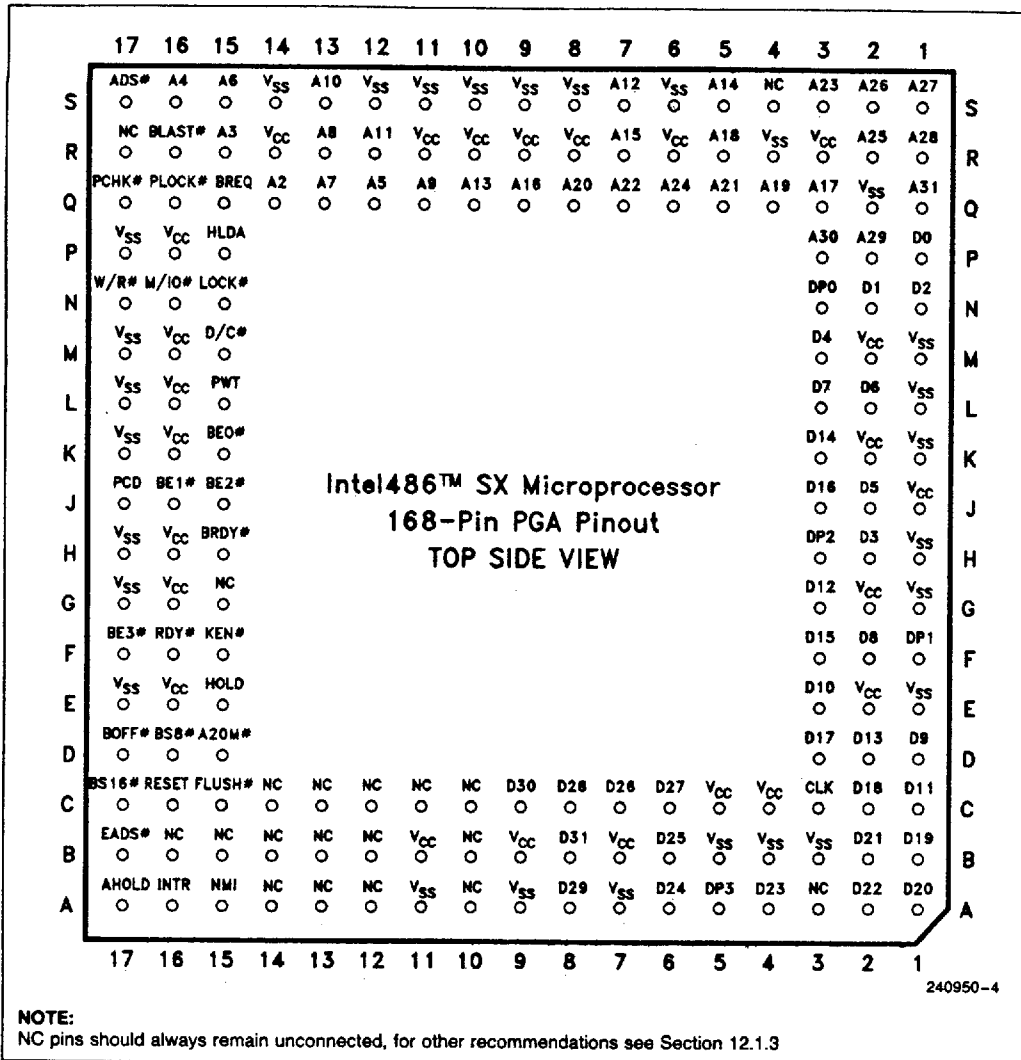 17 16 15 14 13 12 11 10 9 8 7 6 5 4 3 2 1
ADS# A4 A6 VSS A10 VSS VSS VSS VSS VSS A12 VSS A14 NC A23 A26 A27
S S
NC BLAST# A3 VCC A8 A11 VCC VCC VCC VCC A15 VCC A18 VSS VCC A25 A28
R R
PCHK# PLOCK# BREQ A2 A7 A5 A9 A13 A16 A20 A22 A24 A21 A19 A17 VSS A31
Q Q
VSS VCC HLDA A30 A29 D0
P P
W/R# M/IO# LOCK# DP0 D1 D2
N N
VSS VCC D/C# D4 VCC VSS
M M
VSS VCC PWT D7 D6 VSS
L L
VSS VCC BE0# D14 VCC VSS
K K
PCD BE1# BE2# D16 D5 VCC
J J
Intel486™ SX Microprocessor
168-Pin PGA Pinout
TOP SIDE VIEW
VSS VCC BRDY# DP2 D3 VSS
H H
VSS VCC NC D12 VCC VSS
G G
BE3# RDY# KEN# D15 D8 DP1
F F
VSS VCC HOLD D10 VCC VSS
E E
BOFF# BS8# A20M# D17 D13 D9
D D
BS16# RESET FLUSH# NC NC NC NC NC D30 D28 D26 D27 VCC VCC CLK D18 D11
C C
EADS# NC NC NC NC NC VCC NC VCC D31 VCC D25 VSS VSS VSS D21 D19
B B
AHOLD INTR NMI NC NC NC VSS NC VSS D29 VSS D24 DP3 D23 NC D22 D20
A A
17 16 15 14 13 12 11 10 9 8 7 6 5 4 3 2 1
240950-4
NOTE:
NC pins should always remain unconnected, for other recommendations see Section 12.1.3